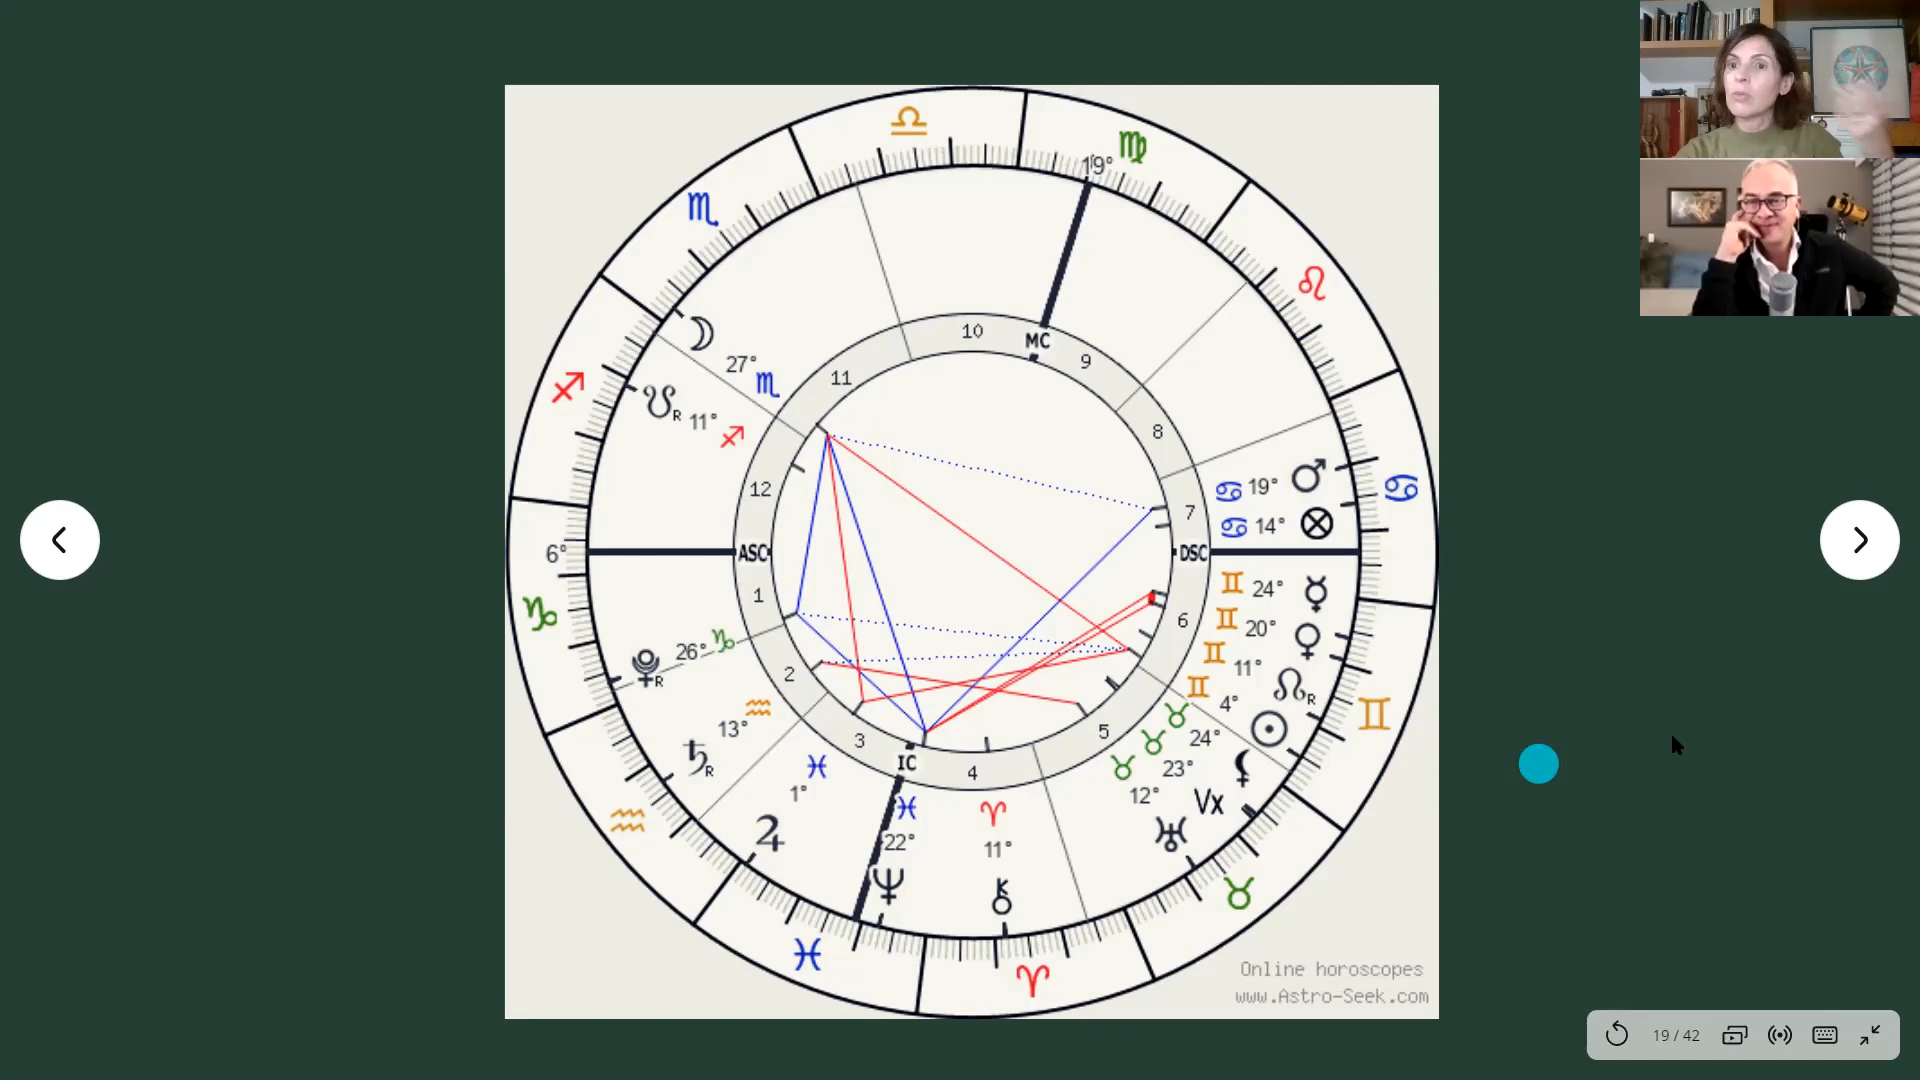 ♎
♍
19°
♏
♌
MC
10
9
11
☽
27° ♏
8
♐
☋ R 11° ♐
12
7
♋ 19° ♂
♋ 14° ⊗
♋
6°
ASC
DSC
♑
1
6
♊ 24° ☿
♊ 20° ♀
♊ 11° ☊ R
♊ 4° ☉
♊
♇ R 26° ♑
2
♄ R 13° ♒
♒
3
IC
4
5
♃ 1° ♓
♆ 22° ♓
⚷ 11° ♈
♅ 12° ♉
Vx 23° ♉
⚸ 24° ♉
♉
♓
♈
Online horoscopes
www.Astro-Seek.com
19 / 42